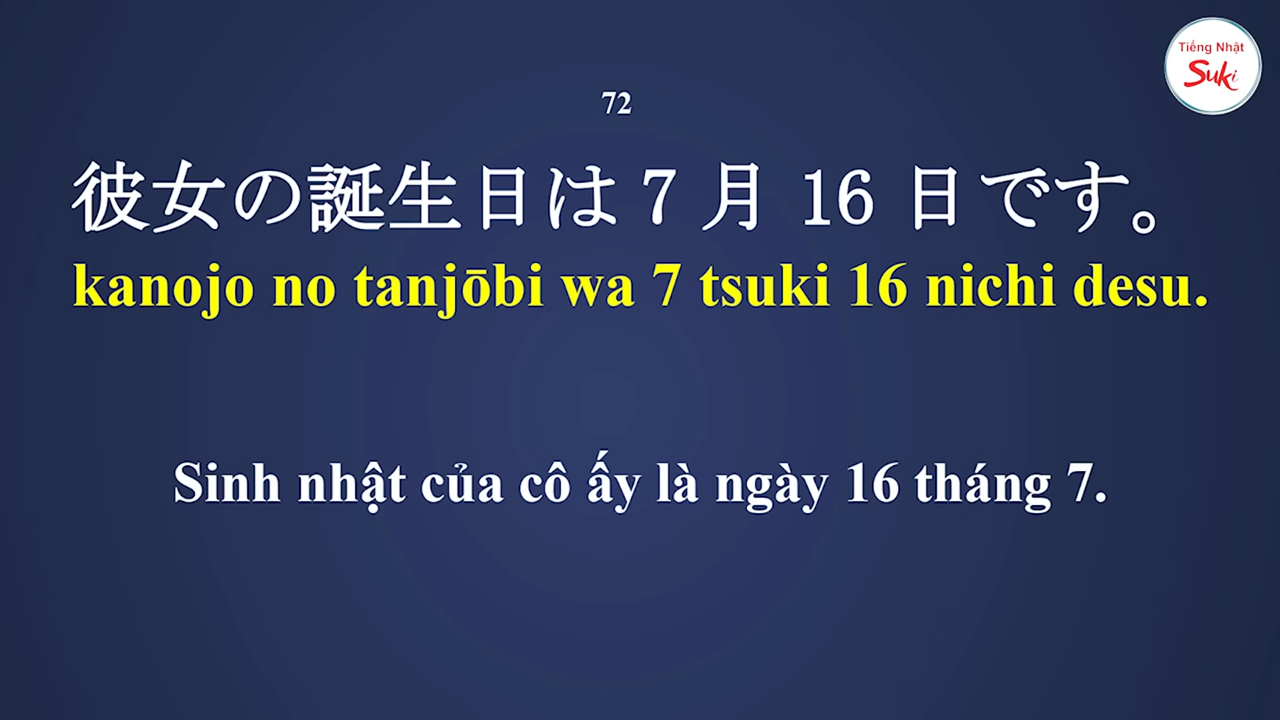 Tiếng Nhật
Suki
72
彼女の誕生日は 7 月 16 日です。
kanojo no tanjōbi wa 7 tsuki 16 nichi desu.
Sinh nhật của cô ấy là ngày 16 tháng 7.